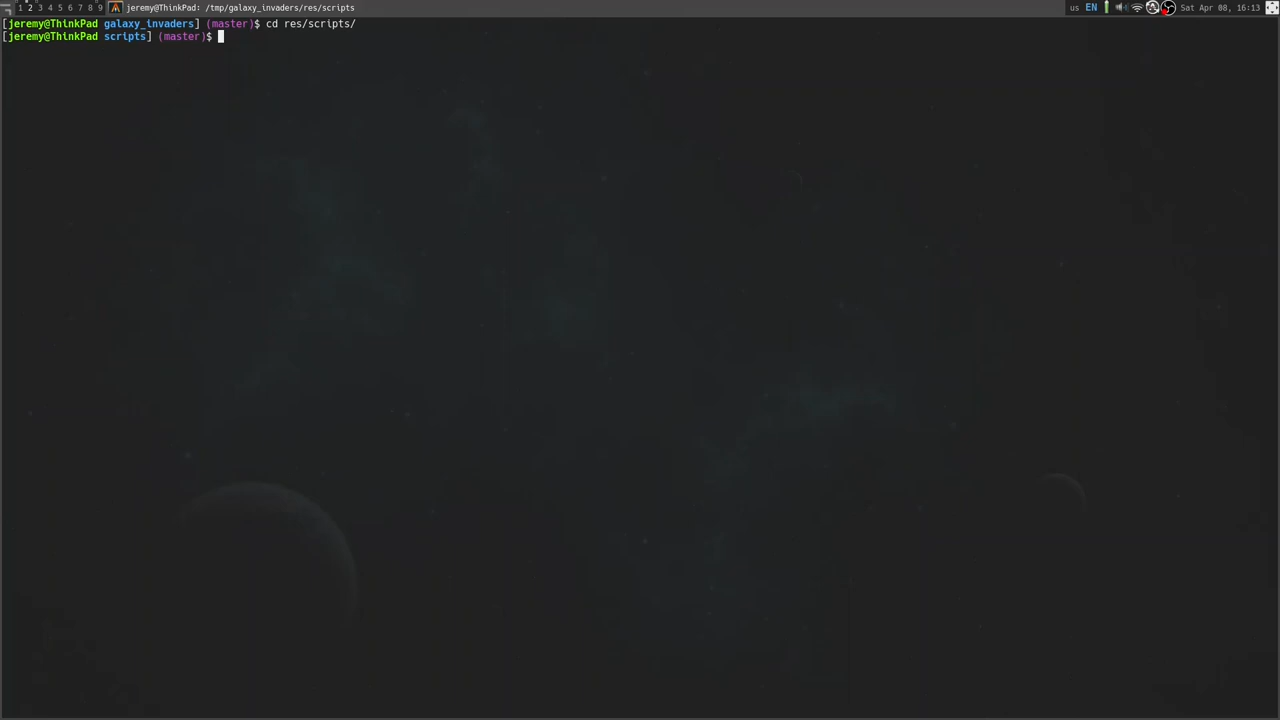 1 2 3 4 5 6 7 8 9 jeremy@ThinkPad: /tmp/galaxy_invaders/res/scripts us EN Sat Apr 08, 16:13
[jeremy@ThinkPad galaxy_invaders] (master)$ cd res/scripts/
[jeremy@ThinkPad scripts] (master)$